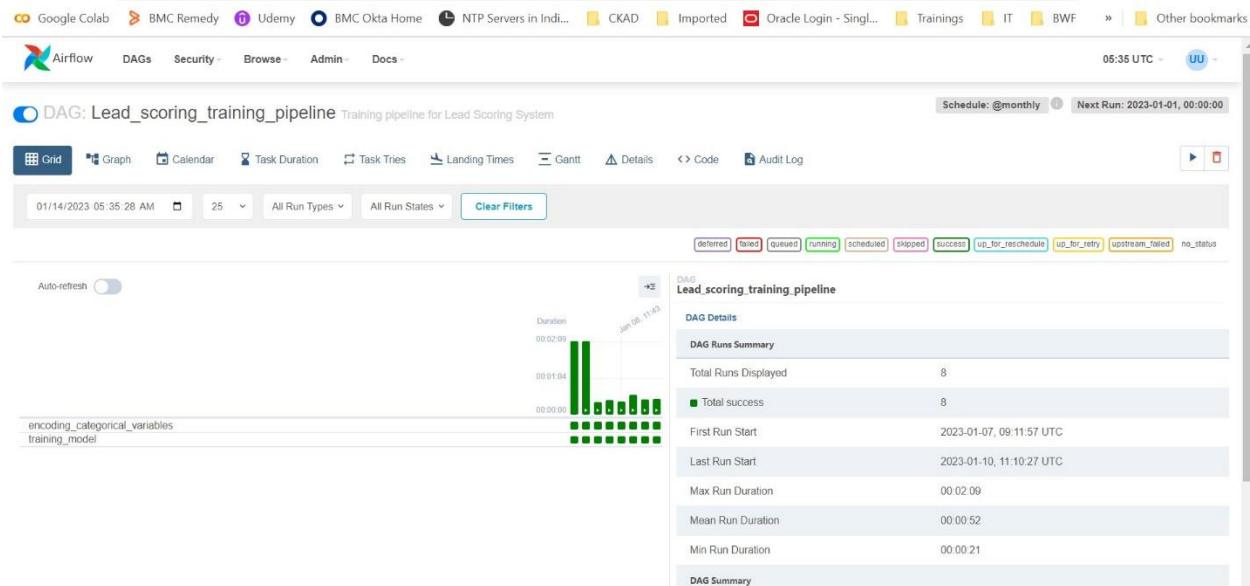 Google Colab BMC Remedy Udemy BMC Okta Home NTP Servers in Indi... CKAD Imported Oracle Login - Singl... Trainings IT BWF » Other bookmarks
Airflow DAGs Security Browse Admin Docs 05:35 UTC UU
DAG: Lead_scoring_training_pipeline Training pipeline for Lead Scoring System Schedule: @monthly Next Run: 2023-01-01, 00:00:00
Grid Graph Calendar Task Duration Task Tries Landing Times Gantt Details <> Code Audit Log
01/14/2023 05:35:28 AM 25 All Run Types All Run States Clear Filters
deferred failed queued running scheduled skipped success up_for_reschedule up_for_retry upstream_failed no_status
Auto-refresh
Duration
Jan 08, 11:43
00:02:09
00:01:04
00:00:00
encoding_categorical_variables
training_model
DAG
Lead_scoring_training_pipeline
DAG Details
DAG Runs Summary
Total Runs Displayed 8
Total success 8
First Run Start 2023-01-07, 09:11:57 UTC
Last Run Start 2023-01-10, 11:10:27 UTC
Max Run Duration 00:02:09
Mean Run Duration 00:00:52
Min Run Duration 00:00:21
DAG Summary